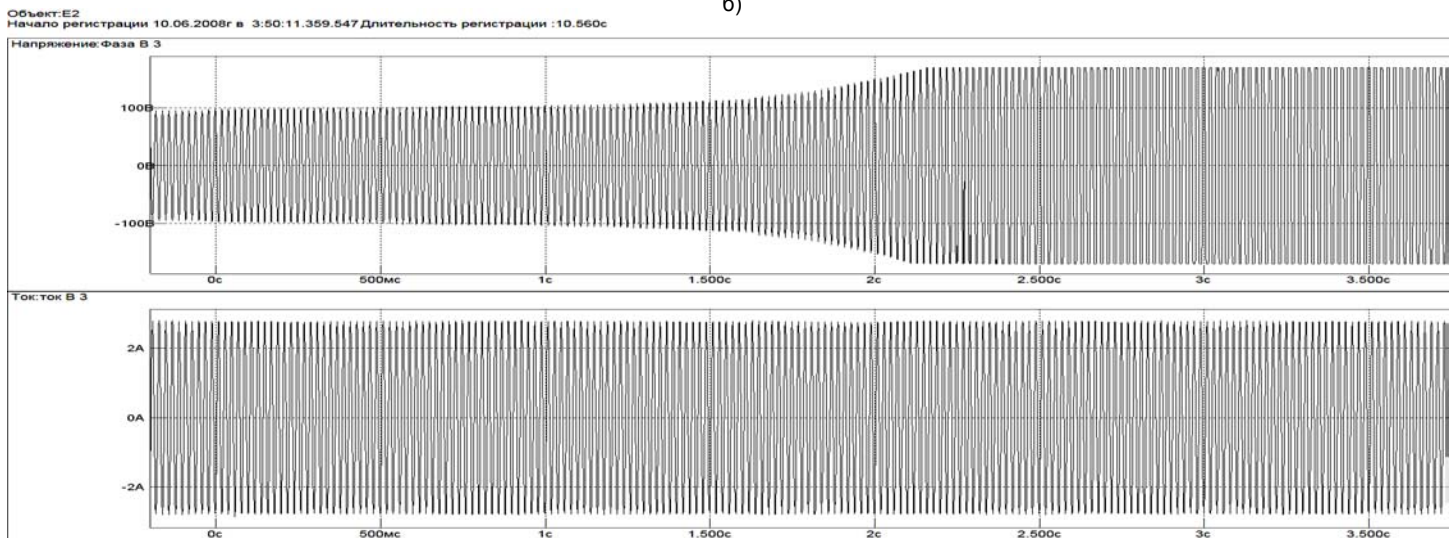 б)
Объект:E2
Начало регистрации 10.06.2008г в 3:50:11.359.547 Длительность регистрации :10.560с
Напряжение:Фаза В 3
100В
0В
-100В
0с 500мс 1с 1.500с 2с 2.500с 3с 3.500с
Ток:ток В 3
2А
0А
-2А
0с 500мс 1с 1.500с 2с 2.500с 3с 3.500с